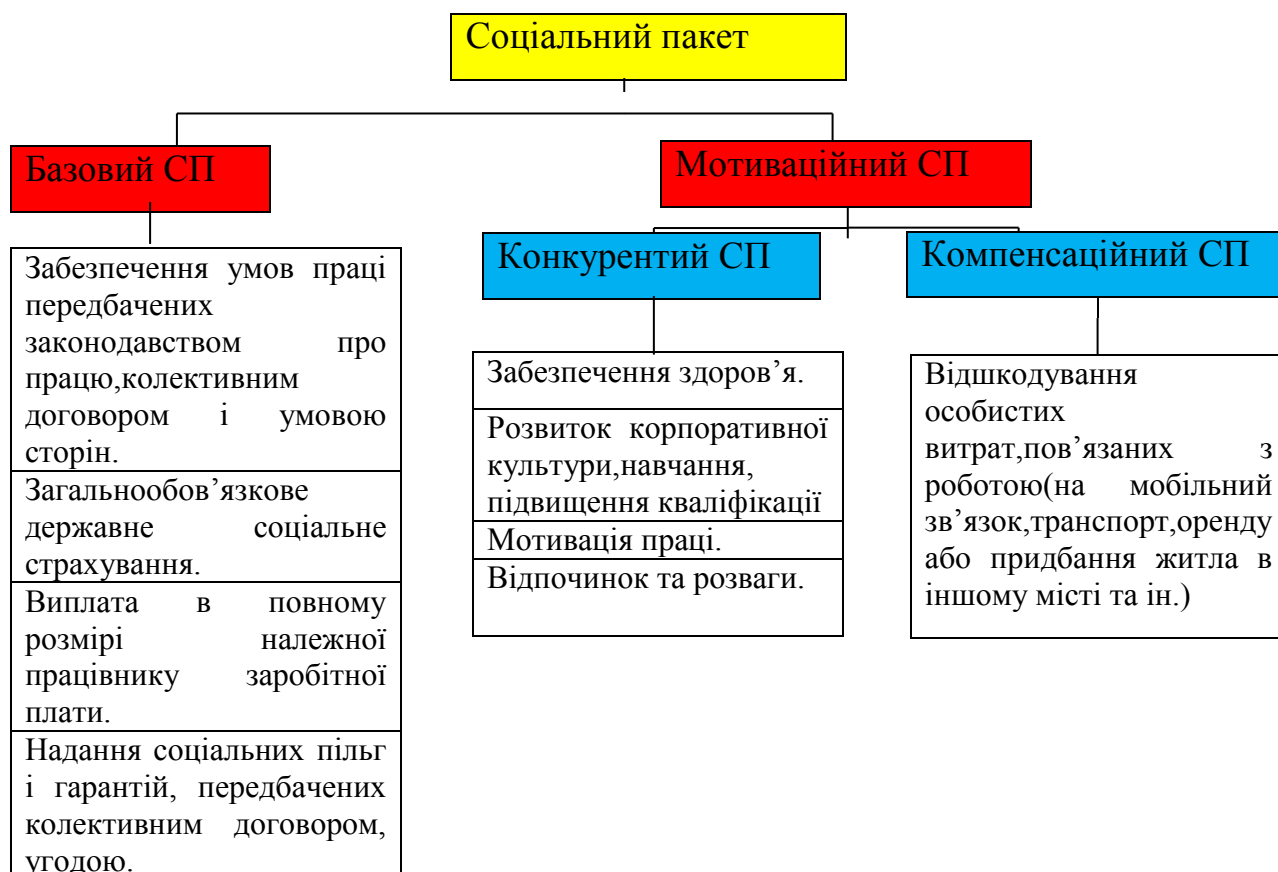 Соціальний пакет
Базовий СП
Мотиваційний СП
Забезпечення умов праці
передбачених
законодавством про
працю,колективним
договором і умовою
сторін.
Загальнообов’язкове
державне соціальне
страхування.
Виплата в повному
розмірі належної
працівнику заробітної
плати.
Надання соціальних пільг
і гарантій, передбачених
колективним договором,
угодою.
Конкурентий СП
Забезпечення здоров’я.
Розвиток корпоративної
культури,навчання,
підвищення кваліфікації
Мотивація праці.
Відпочинок та розваги.
Компенсаційний СП
Відшкодування
особистих
витрат,пов’язаних з
роботою(на мобільний
зв’язок,транспорт,оренду
або придбання житла в
іншому місті та ін.)